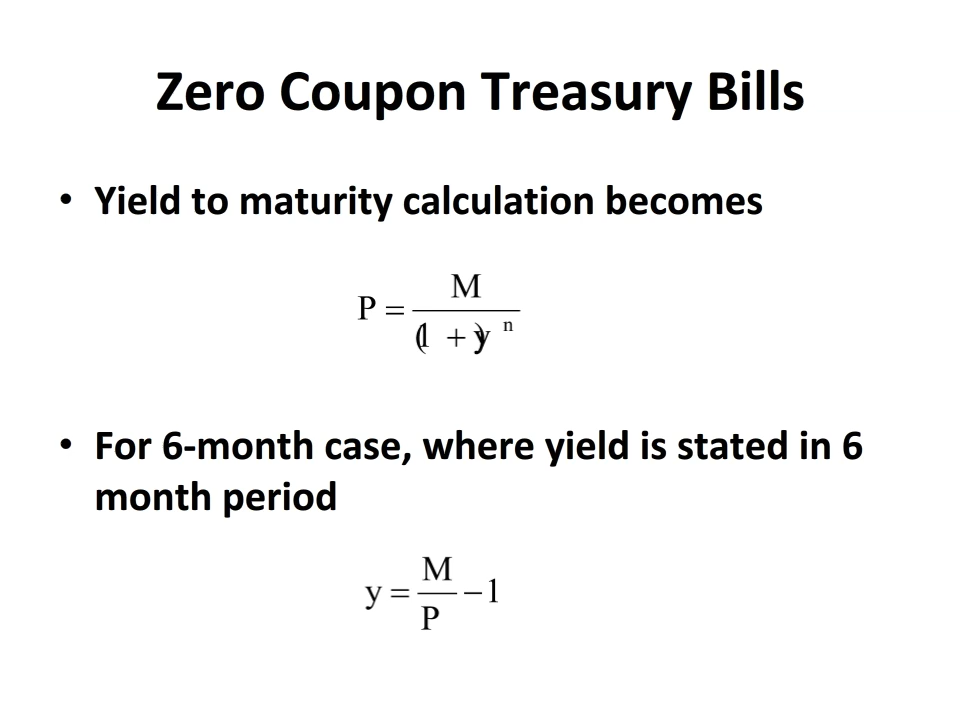 Zero Coupon Treasury Bills
• Yield to maturity calculation becomes
P = M / (1 + y)^n
• For 6-month case, where yield is stated in 6
month period
y = M / P − 1